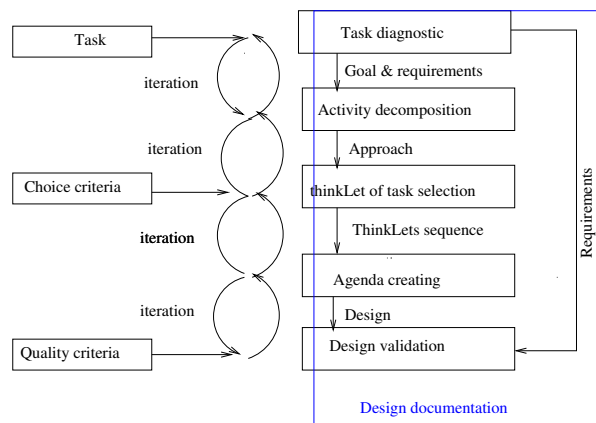 Task
Task diagnostic
iteration
Goal & requirements
Activity decomposition
iteration
Approach
Choice criteria
thinkLet of task selection
Requirements
iteration
ThinkLets sequence
Agenda creating
iteration
Design
Quality criteria
Design validation
Design documentation